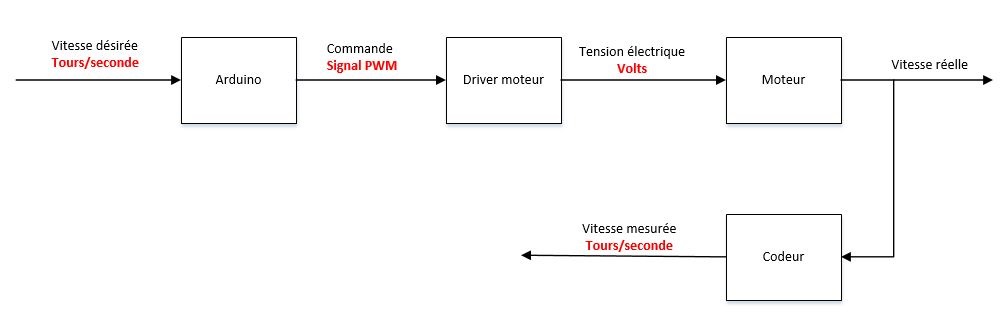 Vitesse désirée
Tours/seconde
Arduino
Commande
Signal PWM
Driver moteur
Tension électrique
Volts
Moteur
Vitesse réelle
Vitesse mesurée
Tours/seconde
Codeur